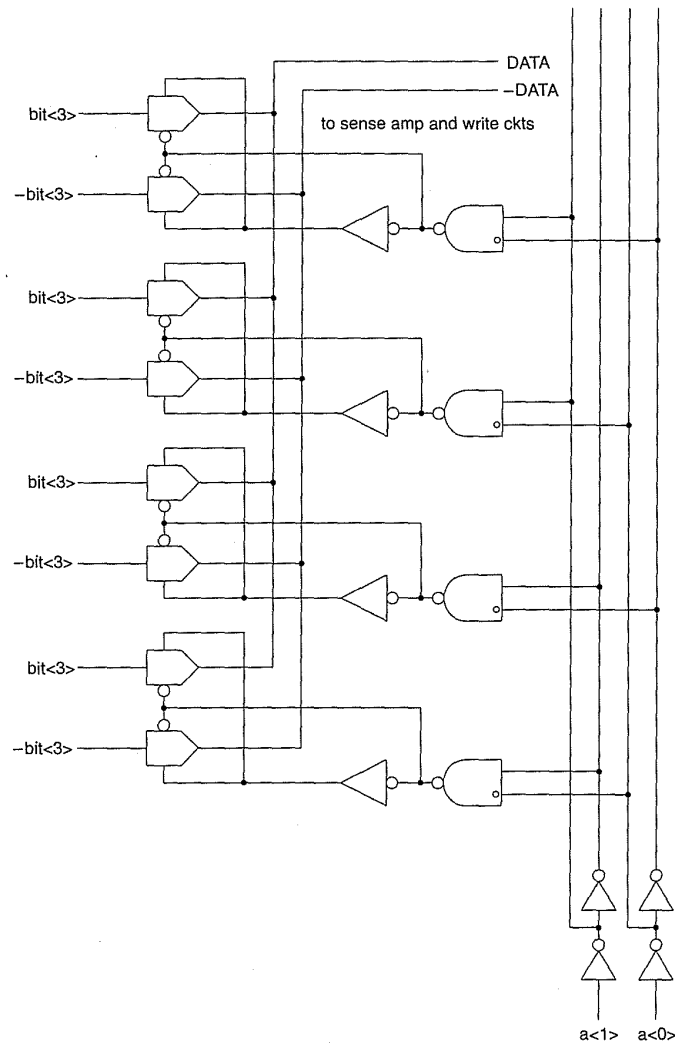 DATA
−DATA
bit<3>
to sense amp and write ckts
−bit<3>
bit<3>
−bit<3>
bit<3>
−bit<3>
bit<3>
−bit<3>
a<1> a<0>